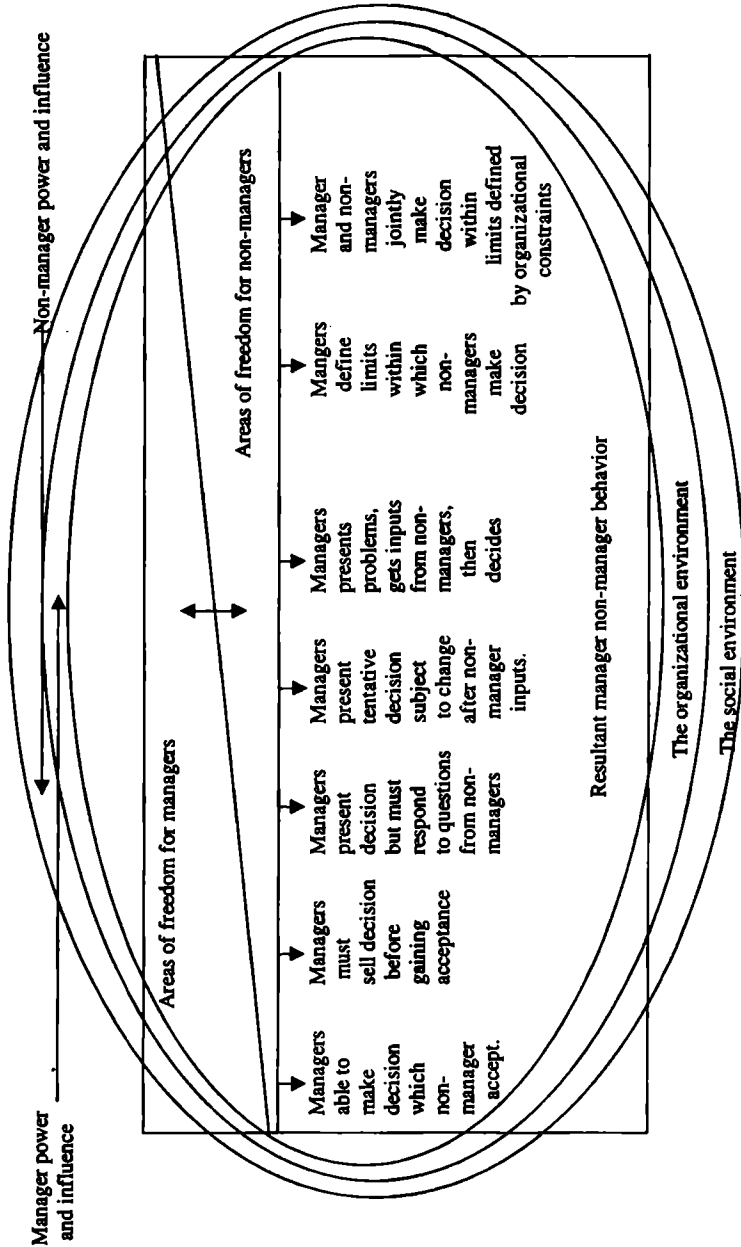 Manager power
and influence
Non-manager power and influence
Areas of freedom for managers
Areas of freedom for non-managers
Managers
able to
make
decision
which
non-
manager
accept.
Managers
must
sell decision
before
gaining
acceptance
Managers
present
decision
but must
respond
to questions
from non-
managers
Managers
present
tentative
decision
subject
to change
after non-
manager
inputs.
Managers
presents
problems,
gets inputs
from non-
managers,
then
decides
Mangers
define
limits
within
which
non-
managers
make
decision
Manager
and non-
managers
jointly
make
decision
within
limits defined
by organizational
constraints
Resultant manager non-manager behavior
The organizational environment
The social environment